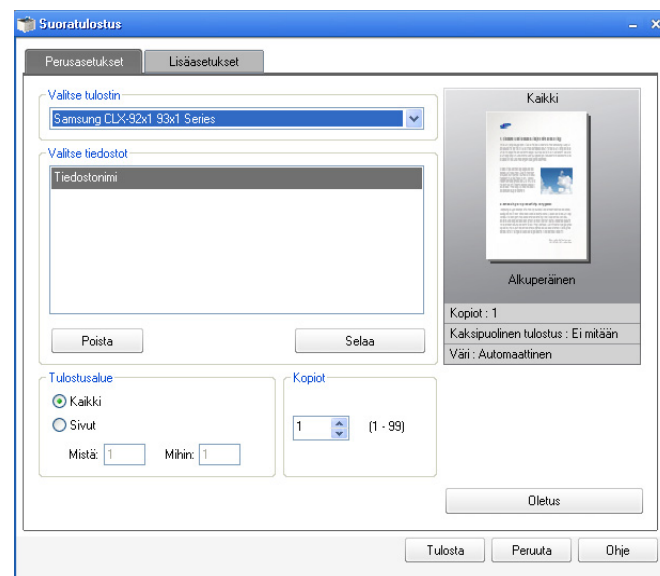 Suoratulostus
Perusasetukset
Lisäasetukset
Valitse tulostin
Samsung CLX-92x1 93x1 Series
Valitse tiedostot
Tiedostonimi
Poista
Selaa
Tulostusalue
Kaikki
Sivut
Mistä: 1 Mihin: 1
Kopiot
1 (1 - 99)
Kaikki
Alkuperäinen
Kopiot : 1
Kaksipuolinen tulostus : Ei mitään
Väri : Automaattinen
Oletus
Tulosta
Peruuta
Ohje